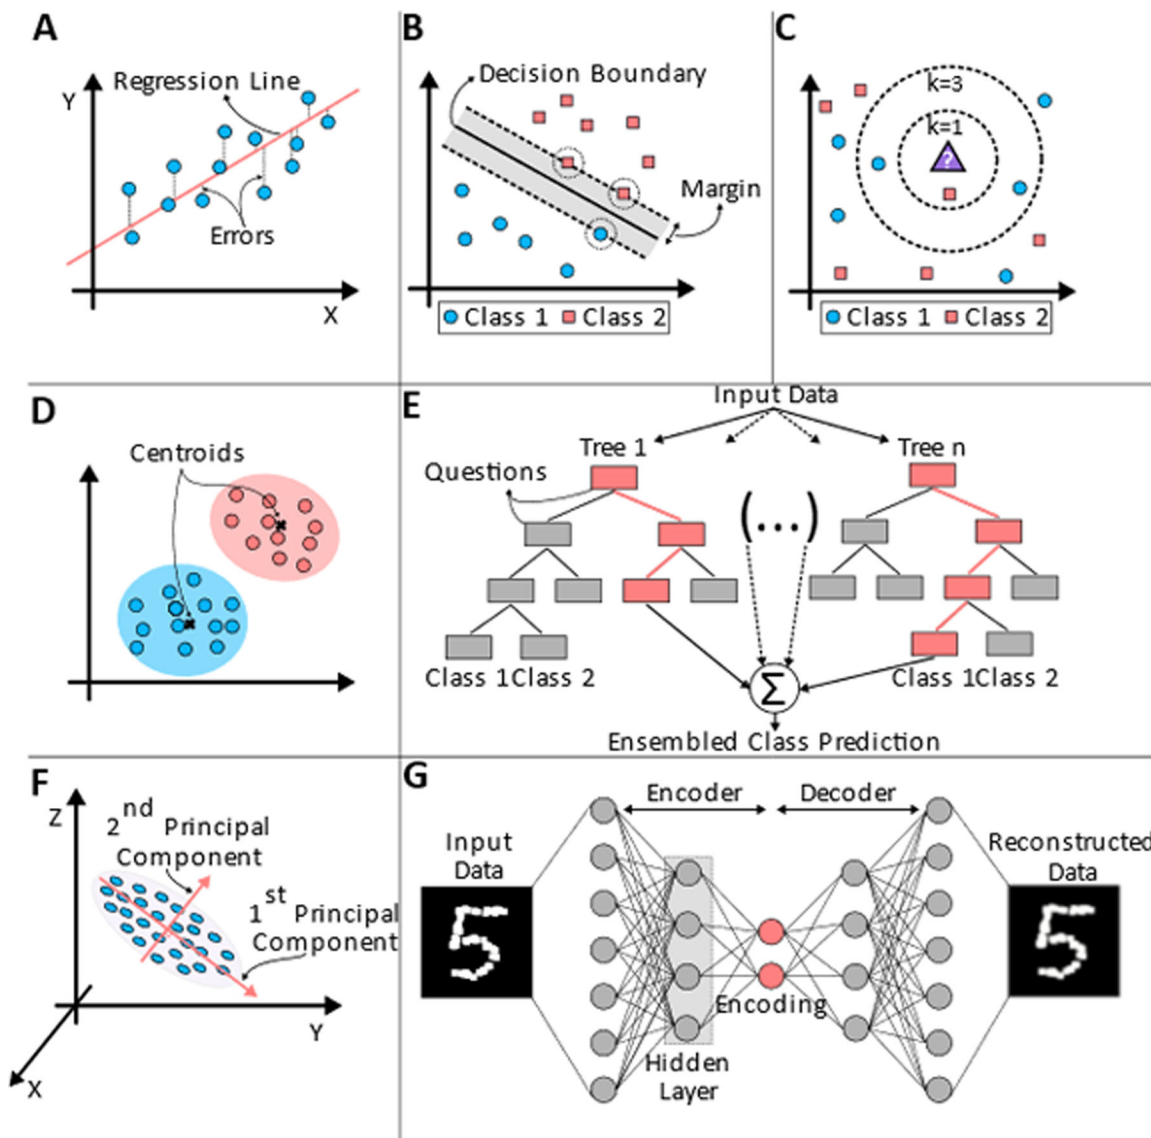 A
Y
Regression Line
Errors
X
B
Decision Boundary
Margin
Class 1
Class 2
C
k=3
k=1
?
Class 1
Class 2
D
Centroids
E
Input Data
Tree 1
Tree n
Questions
(...)
Class 1 Class 2
Class 1 Class 2
Σ
Ensembled Class Prediction
F
Z
2nd Principal
Component
1st Principal
Component
Y
X
G
Encoder
Decoder
Input
Data
Reconstructed
Data
5
5
Encoding
Hidden
Layer